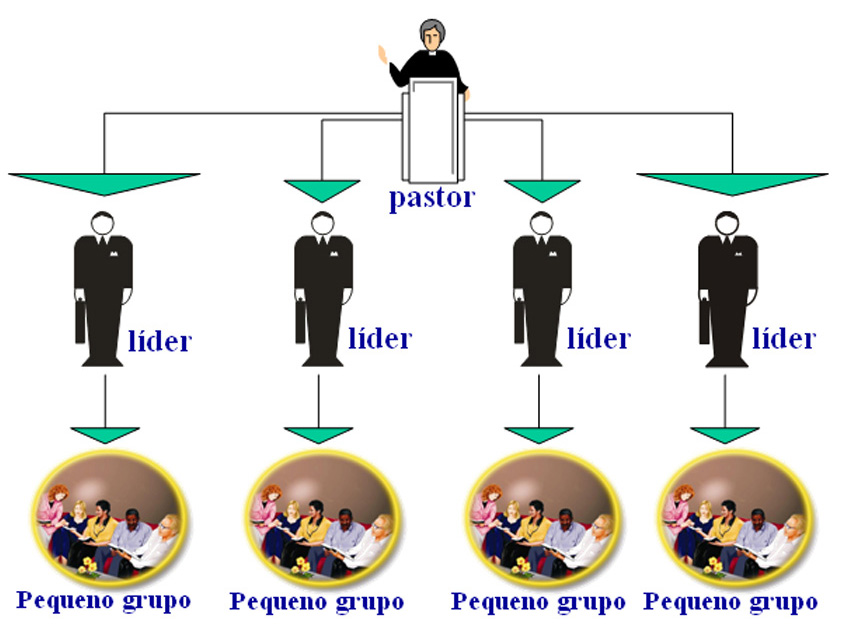 pastor
líder
líder
líder
líder
Pequeno grupo
Pequeno grupo
Pequeno grupo
Pequeno grupo